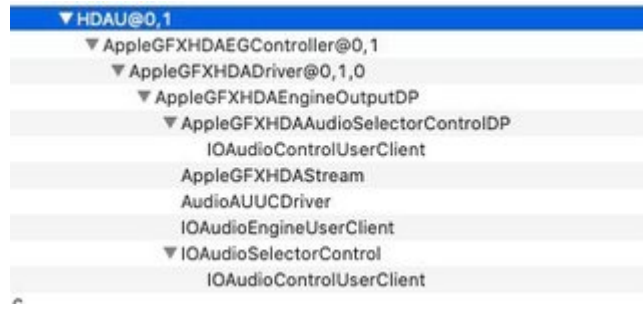 HDAU@0,1
AppleGFXHDAEGController@0,1
AppleGFXHDADriver@0,1,0
AppleGFXHDAEngineOutputDP
AppleGFXHDAAudioSelectorControlDP
IOAudioControlUserClient
AppleGFXHDAStream
AudioAUUCDriver
IOAudioEngineUserClient
IOAudioSelectorControl
IOAudioControlUserClient